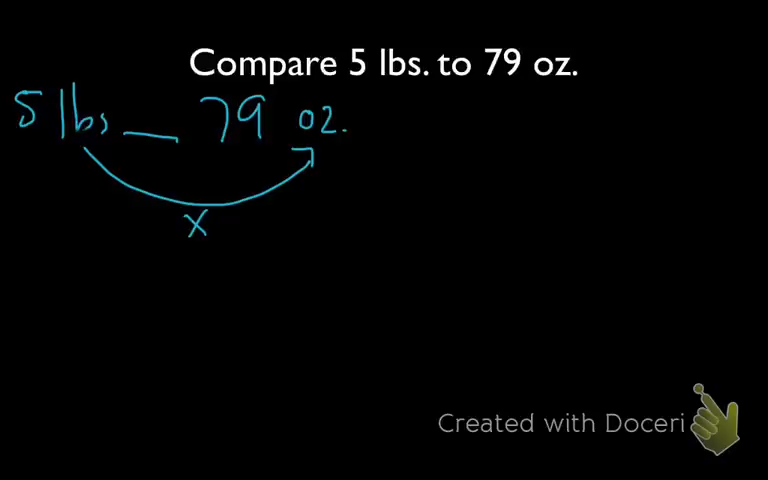 Compare 5 lbs. to 79 oz.
5 lbs __ 79 oz.
x
Created with Doceri